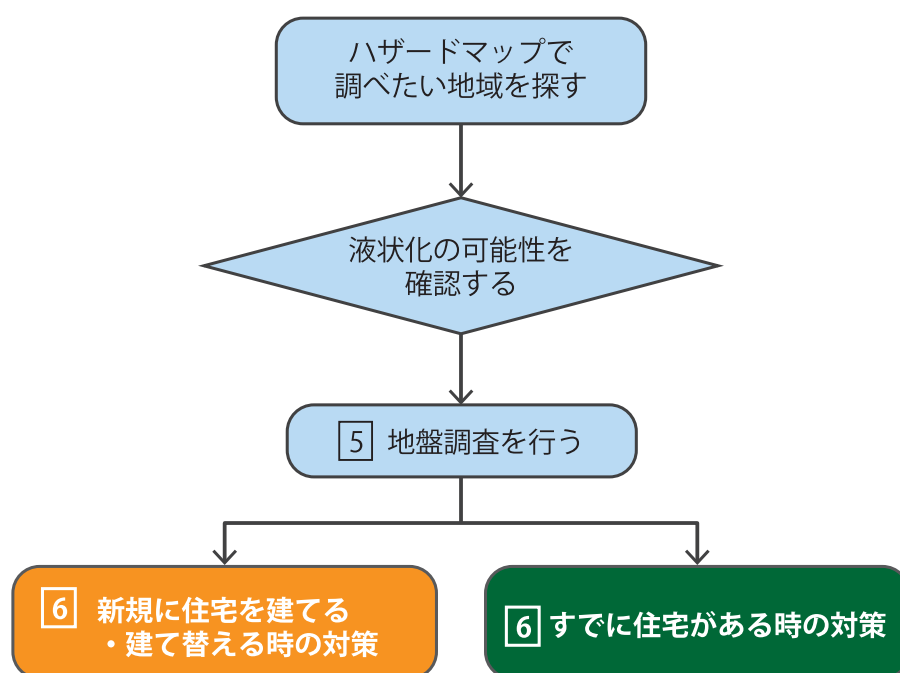 ハザードマップで
調べたい地域を探す
液状化の可能性を
確認する
5 地盤調査を行う
6 新規に住宅を建てる
・建て替える時の対策
6 すでに住宅がある時の対策